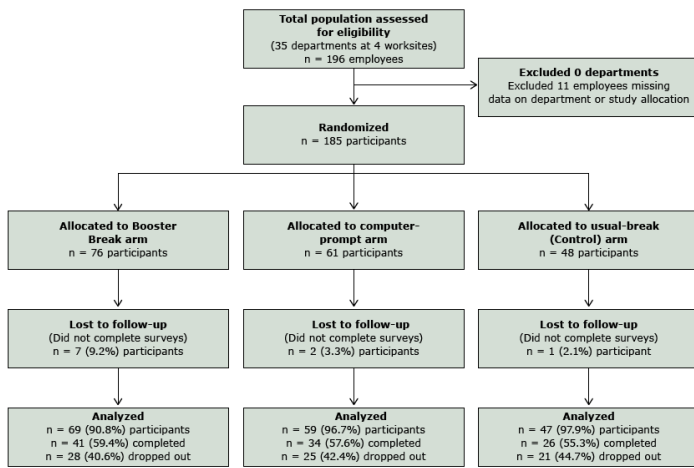 Total population assessed
for eligibility
(35 departments at 4 worksites)
n = 196 employees
Excluded 0 departments
Excluded 11 employees missing
data on department or study allocation
Randomized
n = 185 participants
Allocated to Booster
Break arm
n = 76 participants
Allocated to computer-
prompt arm
n = 61 participants
Allocated to usual-break
(Control) arm
n = 48 participants
Lost to follow-up
(Did not complete surveys)
n = 7 (9.2%) participants
Lost to follow-up
(Did not complete surveys)
n = 2 (3.3%) participants
Lost to follow-up
(Did not complete surveys)
n = 1 (2.1%) participant
Analyzed
n = 69 (90.8%) participants
n = 41 (59.4%) completed
n = 28 (40.6%) dropped out
Analyzed
n = 59 (96.7%) participants
n = 34 (57.6%) completed
n = 25 (42.4%) dropped out
Analyzed
n = 47 (97.9%) participants
n = 26 (55.3%) completed
n = 21 (44.7%) dropped out